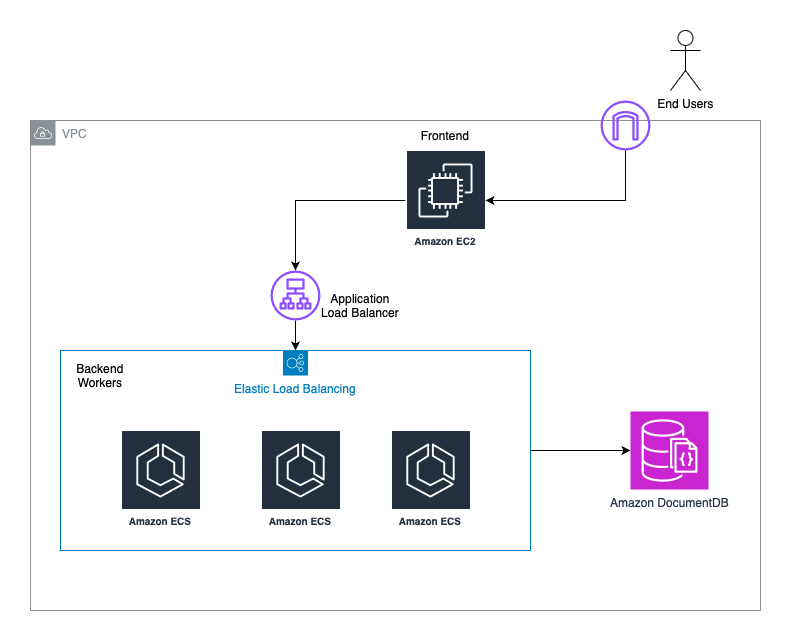 End Users
VPC
Frontend
Amazon EC2
Application
Load Balancer
Backend
Workers
Elastic Load Balancing
Amazon ECS
Amazon ECS
Amazon ECS
Amazon DocumentDB